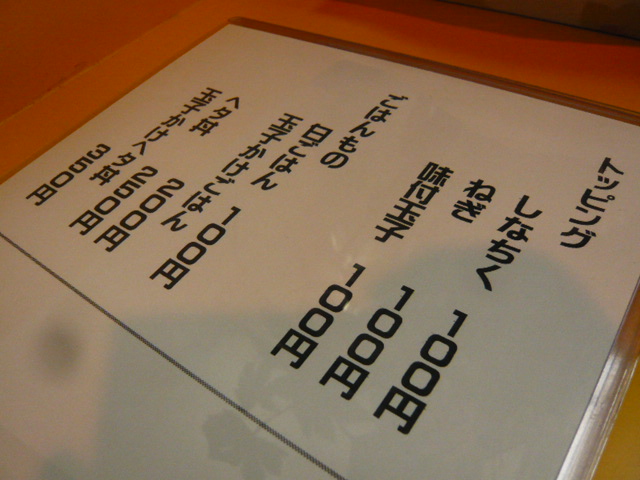 トッピング
しなちく 100円
ねぎ 100円
味付玉子 100円
ごはんもの
白ごはん 100円
玉子かけごはん 200円
ヘタ丼 250円
玉子かけヘタ丼 350円